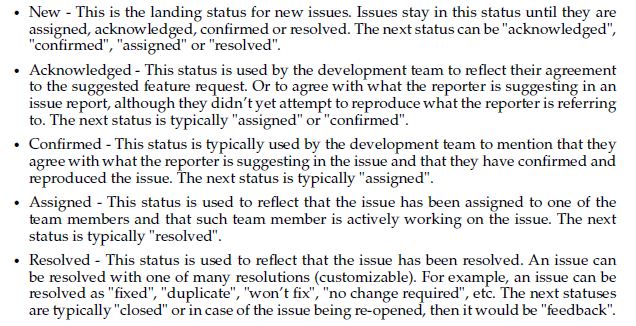 • New - This is the landing status for new issues. Issues stay in this status until they are
assigned, acknowledged, confirmed or resolved. The next status can be "acknowledged",
"confirmed", "assigned" or "resolved".
• Acknowledged - This status is used by the development team to reflect their agreement
to the suggested feature request. Or to agree with what the reporter is suggesting in an
issue report, although they didn't yet attempt to reproduce what the reporter is referring
to. The next status is typically "assigned" or "confirmed".
• Confirmed - This status is typically used by the development team to mention that they
agree with what the reporter is suggesting in the issue and that they have confirmed and
reproduced the issue. The next status is typically "assigned".
• Assigned - This status is used to reflect that the issue has been assigned to one of the
team members and that such team member is actively working on the issue. The next
status is typically "resolved".
• Resolved - This status is used to reflect that the issue has been resolved. An issue can
be resolved with one of many resolutions (customizable). For example, an issue can be
resolved as "fixed", "duplicate", "won't fix", "no change required", etc. The next statuses
are typically "closed" or in case of the issue being re-opened, then it would be "feedback".